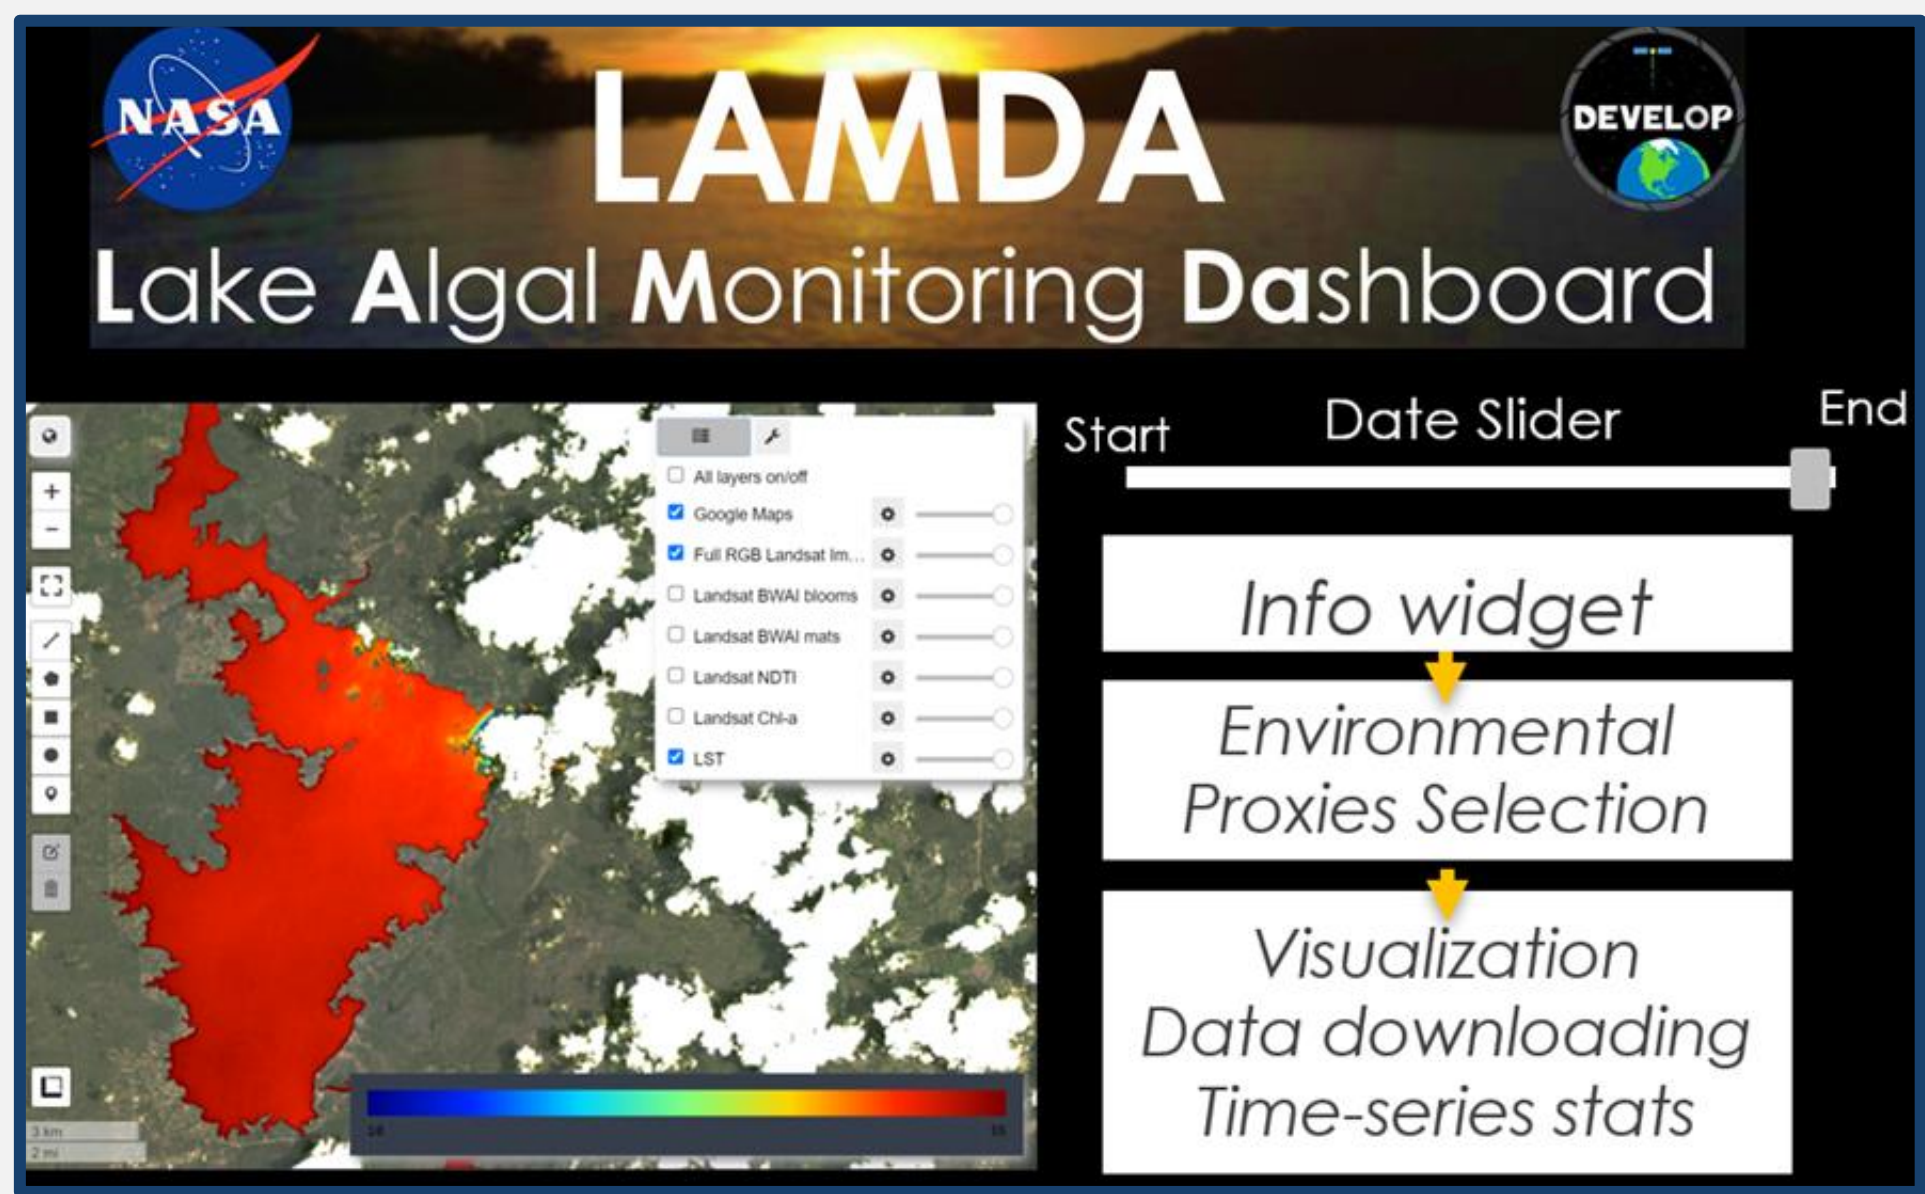 NASA
LAMDA
DEVELOP
Lake Algal Monitoring Dashboard
Start
Date Slider
End
All layers on/off
Google Maps
Full RGB Landsat Im...
Landsat BWAI blooms
Landsat BWAI mats
Landsat NDTI
Landsat Chl-a
LST
3 km
2 mi
Info widget
Environmental
Proxies Selection
Visualization
Data downloading
Time-series stats